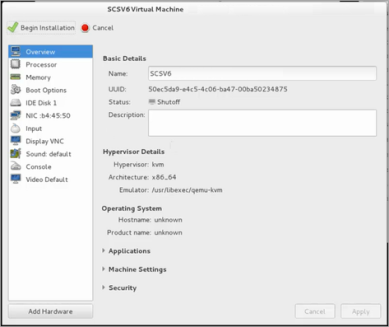 SCSV6 Virtual Machine
Begin Installation
Cancel
Overview
Processor
Memory
Boot Options
IDE Disk 1
NIC :b4:45:50
Input
Display VNC
Sound: default
Console
Video Default
Add Hardware
Basic Details
Name: SCSV6
UUID: 50ec5da9-e4c5-4c06-ba47-00ba50234875
Status: Shutoff
Description:
Hypervisor Details
Hypervisor: kvm
Architecture: x86_64
Emulator: /usr/libexec/qemu-kvm
Operating System
Hostname: unknown
Product name: unknown
Applications
Machine Settings
Security
Cancel
Apply